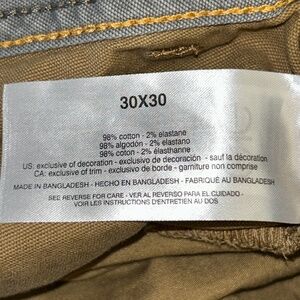 30X30
98% cotton - 2% elastane
98% algodón - 2% elastano
98% cotton - 2% élasthanne
US: exclusive of decoration - exclusivo de decoración - sauf la décoration
CA: exclusive of trim - exclusivo de borde - garniture non comprise
MADE IN BANGLADESH - HECHO EN BANGLADESH - FABRIQUÉ AU BANGLADESH
SEE REVERSE FOR CARE - VER AL REVERSO PARA EL CUIDADO -
VOIR LES INSTRUCTIONS D'ENTRETIEN AU DOS